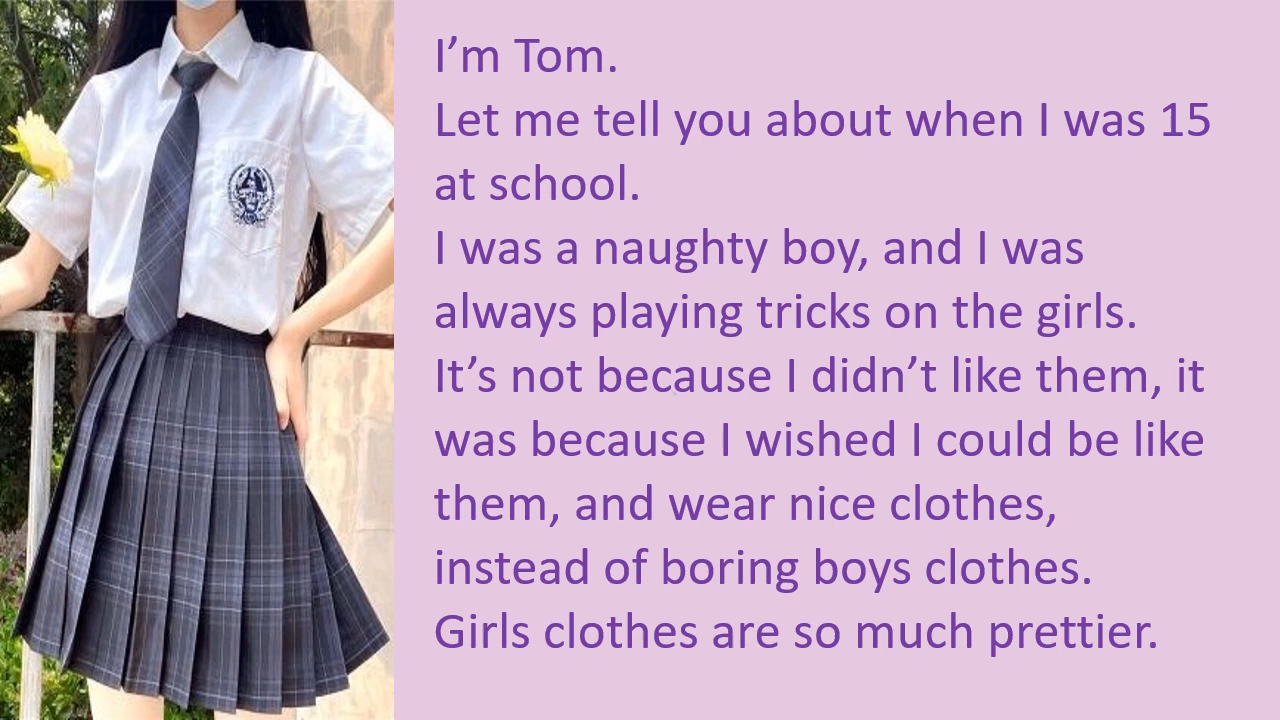 I’m Tom.
Let me tell you about when I was 15
at school.
I was a naughty boy, and I was
always playing tricks on the girls.
It’s not because I didn’t like them, it
was because I wished I could be like
them, and wear nice clothes,
instead of boring boys clothes.
Girls clothes are so much prettier.